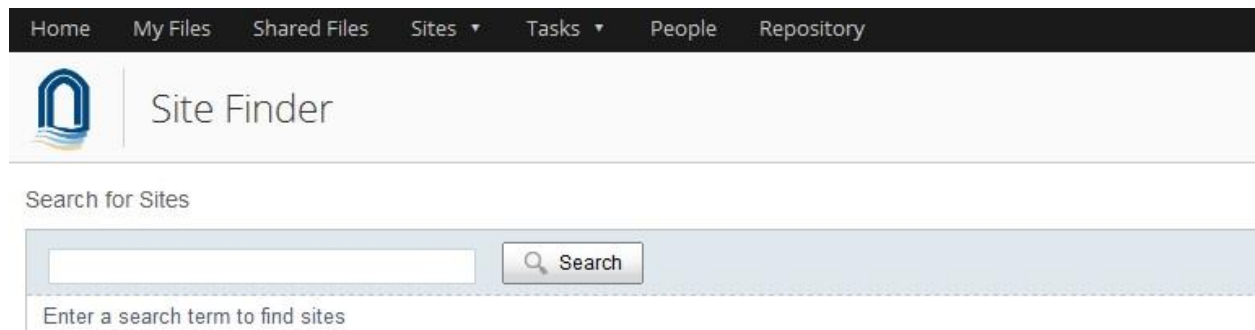 Home My Files Shared Files Sites ▾ Tasks ▾ People Repository
Site Finder
Search for Sites
Search
Enter a search term to find sites